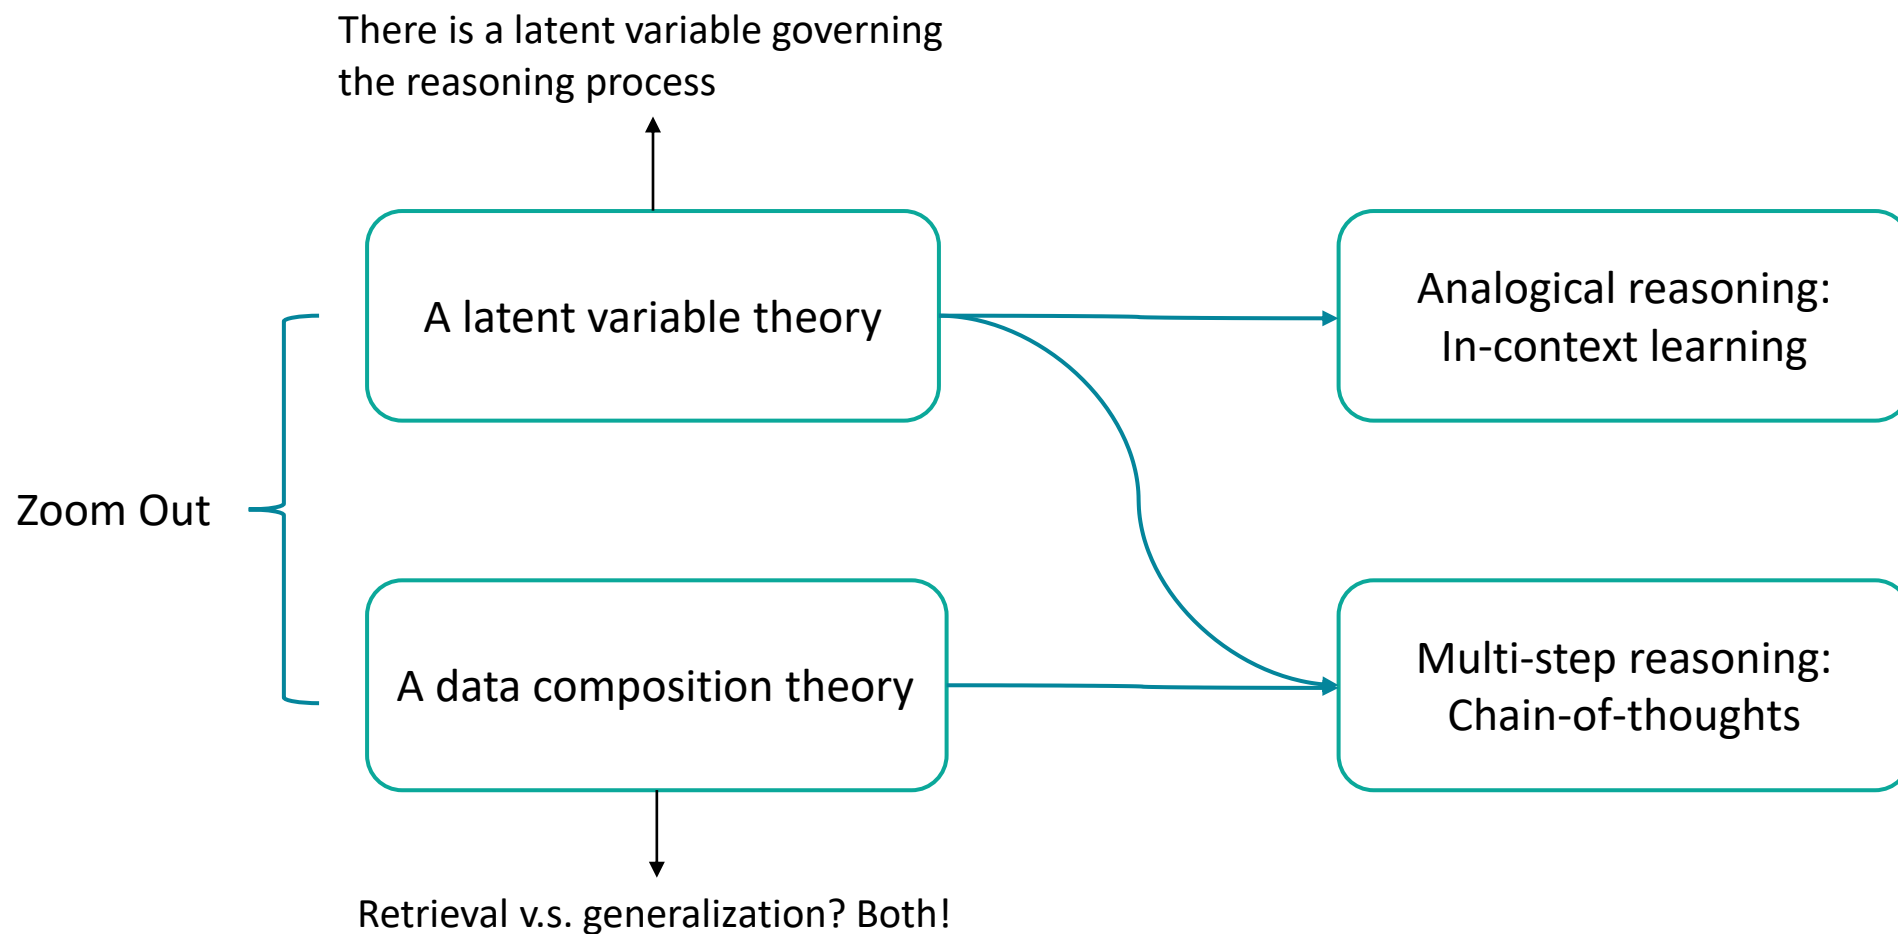 There is a latent variable governing
the reasoning process
A latent variable theory
Analogical reasoning:
In-context learning
Zoom Out
A data composition theory
Multi-step reasoning:
Chain-of-thoughts
Retrieval v.s. generalization? Both!